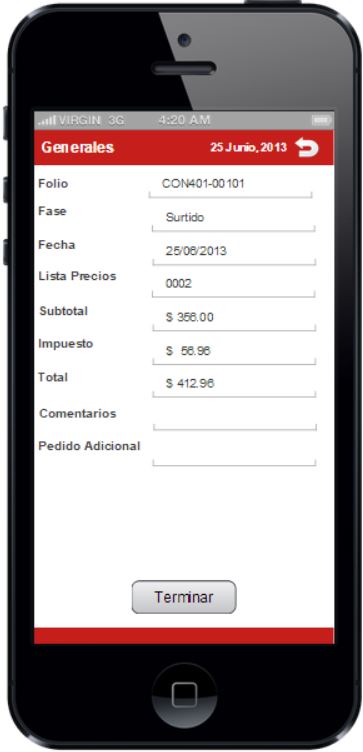 VIRGIN 3G 4:20 AM
Generales 25 Junio, 2013
Folio CON401-00101
Fase Surtido
Fecha 25/06/2013
Lista Precios 0002
Subtotal $ 356.00
Impuesto $ 56.96
Total $ 412.96
Comentarios
Pedido Adicional
Terminar